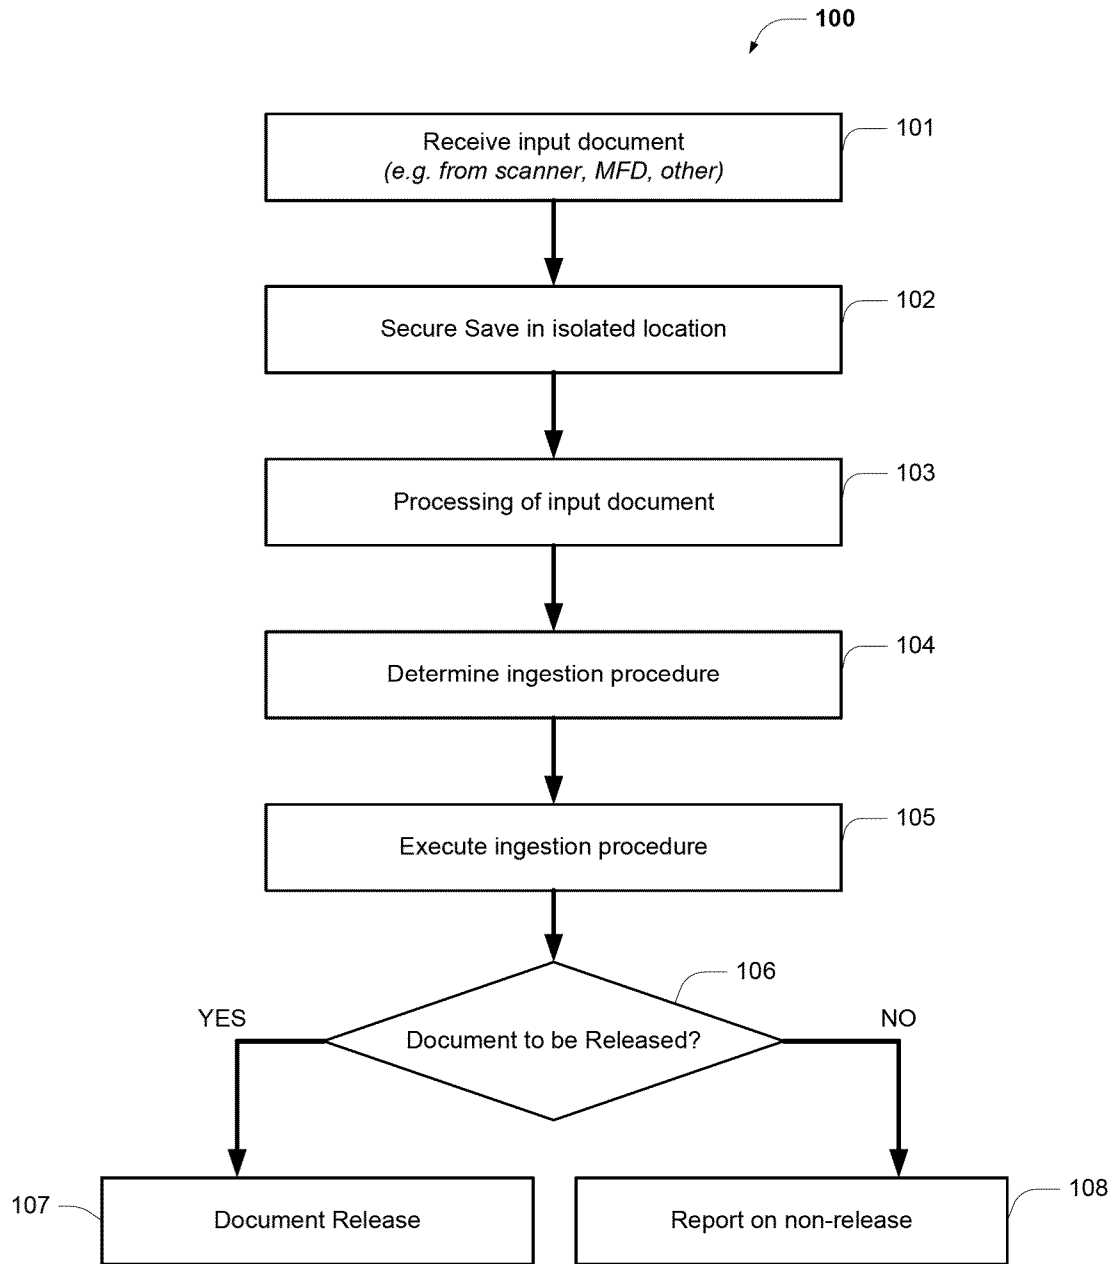 100
101
Receive input document
(e.g. from scanner, MFD, other)
102
Secure Save in isolated location
103
Processing of input document
104
Determine ingestion procedure
105
Execute ingestion procedure
106
YES
NO
Document to be Released?
107
Document Release
108
Report on non-release